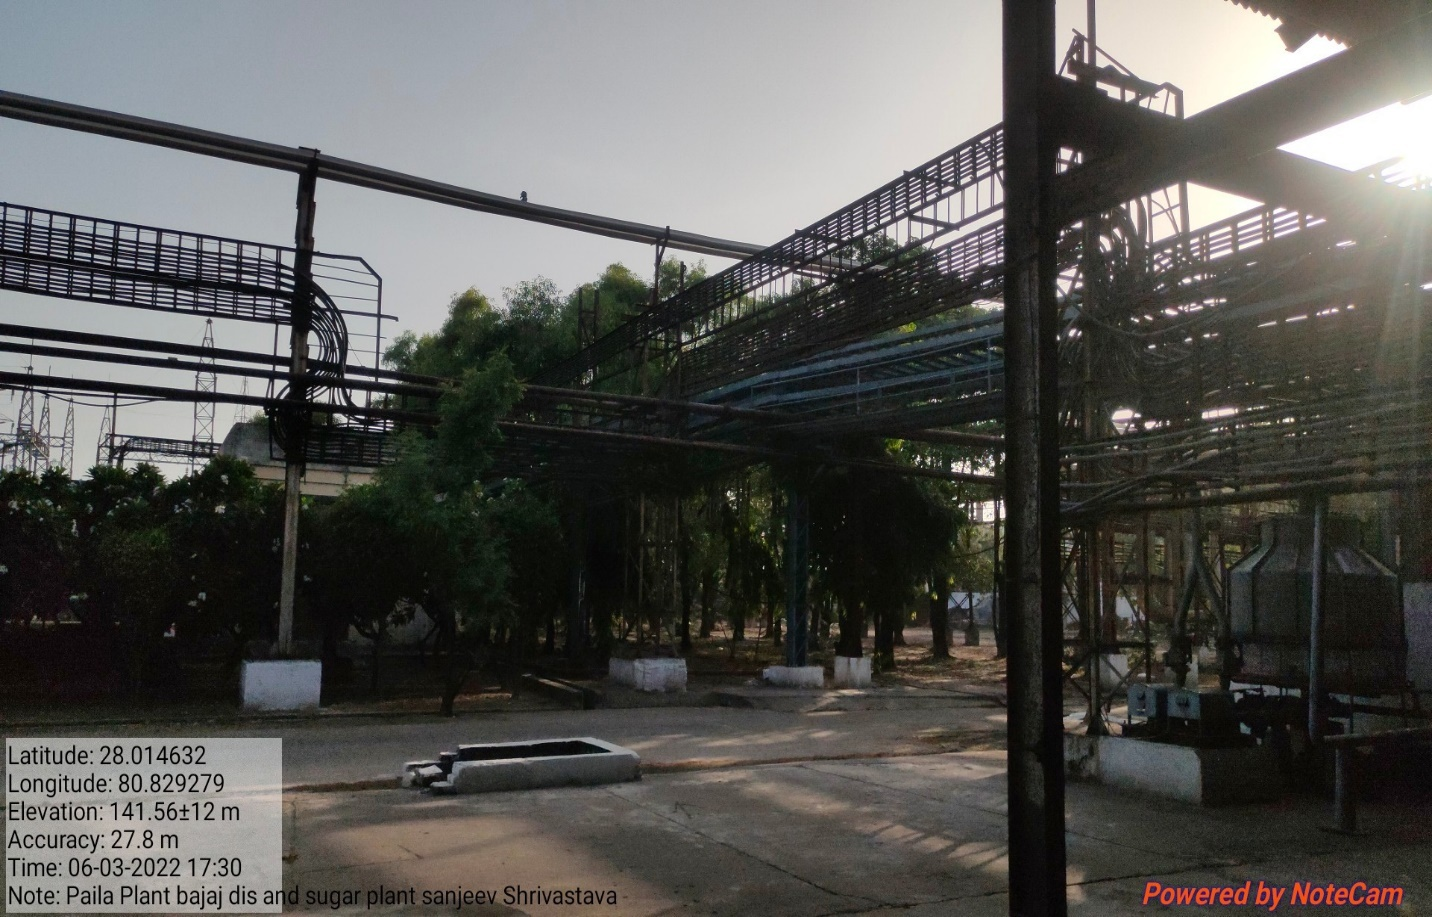 Latitude: 28.014632
Longitude: 80.829279
Elevation: 141.56±12 m
Accuracy: 27.8 m
Time: 06-03-2022 17:30
Note: Paila Plant bajaj dis and sugar plant sanjeev Shrivastava
Powered by NoteCam